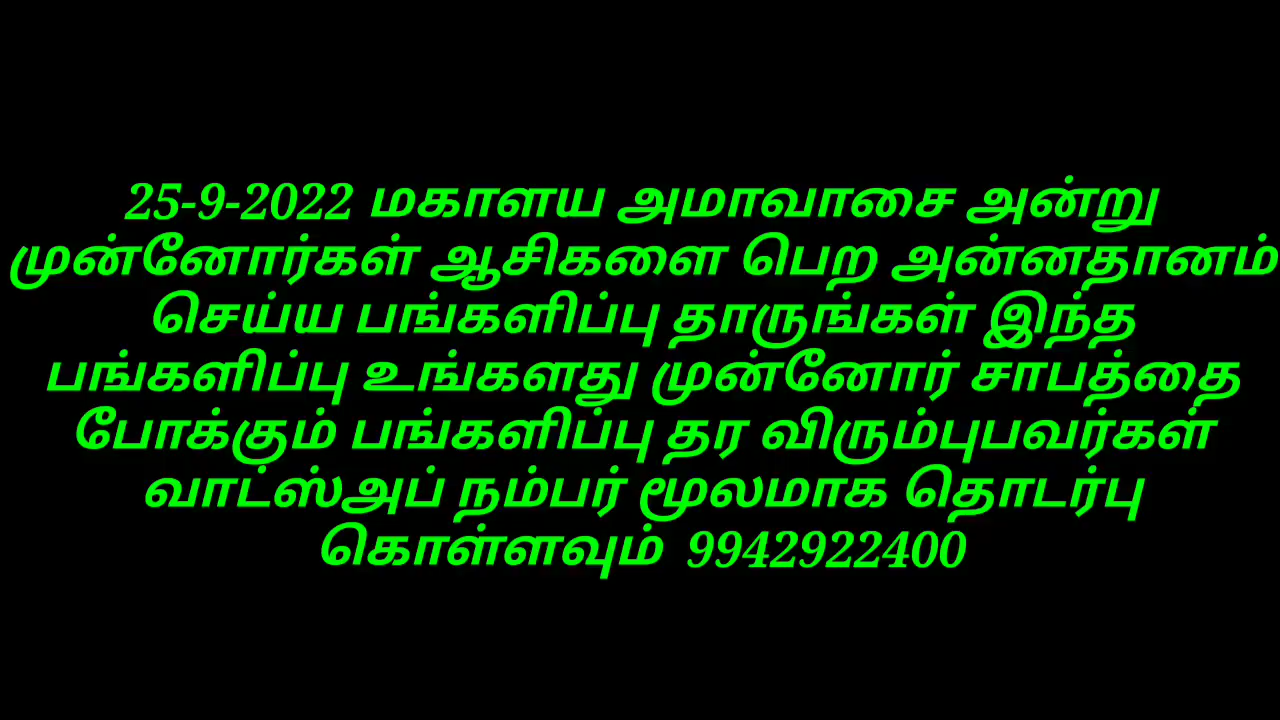 25-9-2022 மகாளய அமாவாசை அன்று
முன்னோர்கள் ஆசிகளை பெற அன்னதானம்
செய்ய பங்களிப்பு தாருங்கள் இந்த
பங்களிப்பு உங்களது முன்னோர் சாபத்தை
போக்கும் பங்களிப்பு தர விரும்புபவர்கள்
வாட்ஸ்அப் நம்பர் மூலமாக தொடர்பு
கொள்ளவும் 9942922400